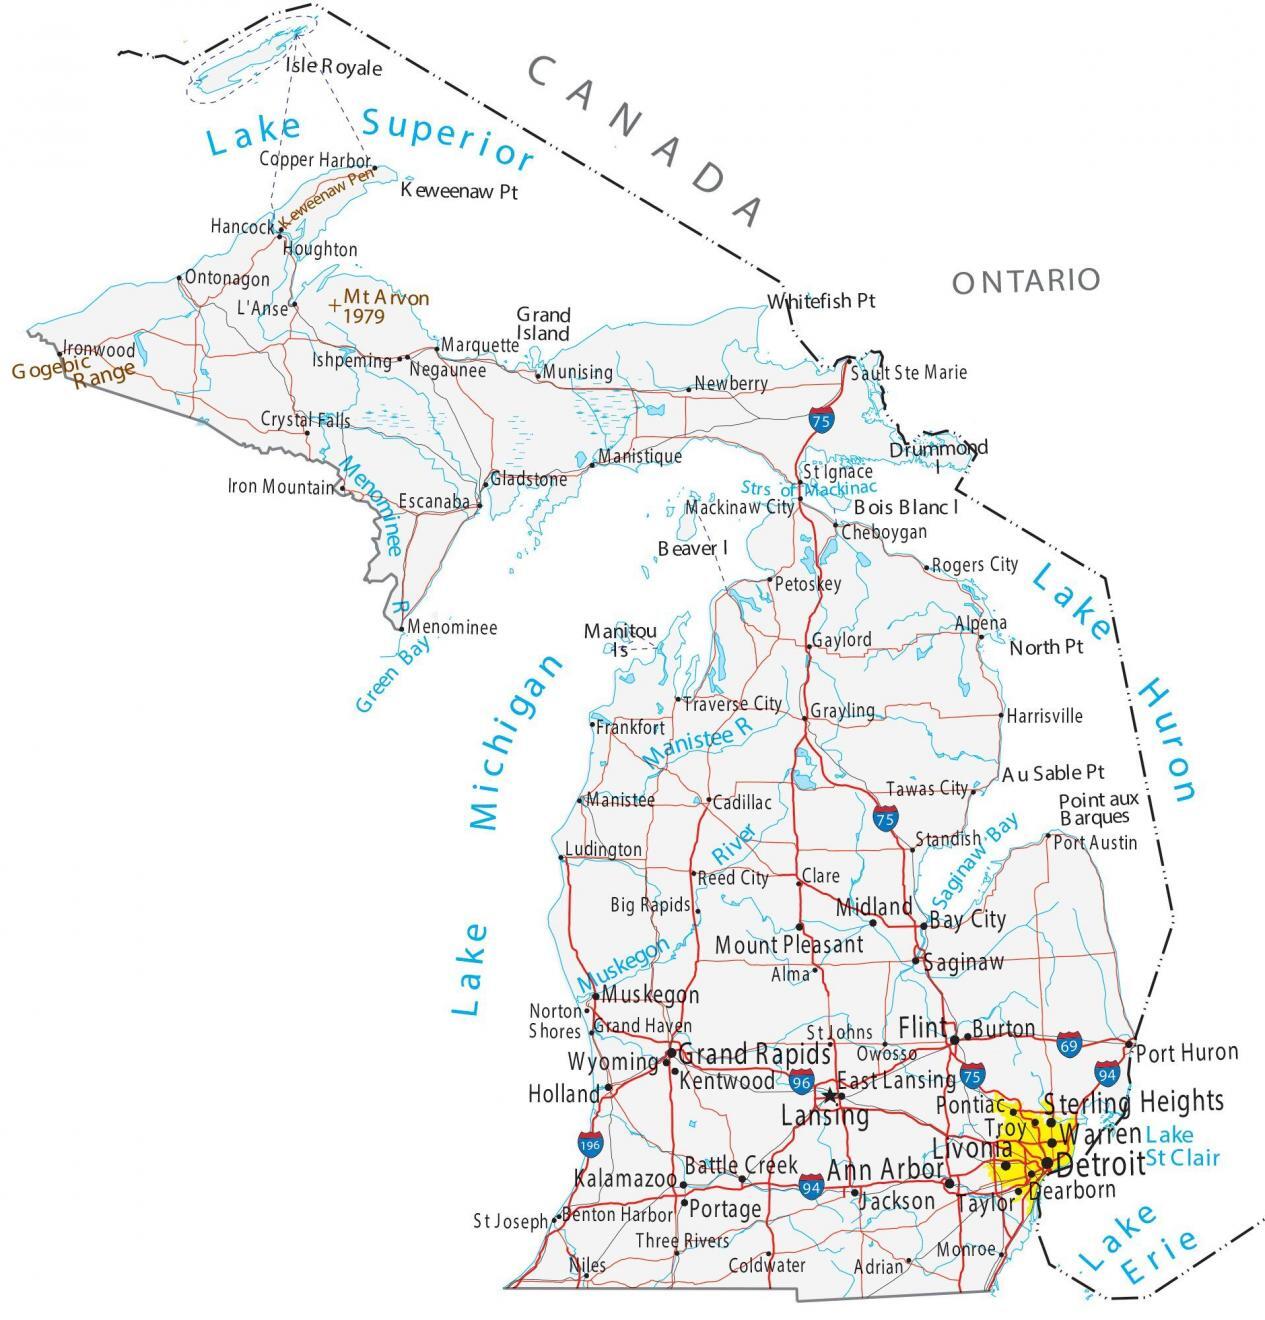 Isle Royale
CANADA
Lake Superior
Copper Harbor
Keweenaw Pen
Keweenaw Pt
Hancock
Houghton
Ontonagon
L'Anse
Mt Arvon
1979
ONTARIO
Whitefish Pt
Grand
Island
Ironwood
Gogebic
Range
Ishpeming
Negaunee
Marquette
Munising
Newberry
Sault Ste Marie
75
Crystal Falls
Drummond
I
Manistique
St Ignace
Iron Mountain
Menominee
R
Escanaba
Gladstone
Strs of Mackinac
Mackinaw City
Bois Blanc I
Cheboygan
Beaver I
Rogers City
Petoskey
Lake
Huron
Menominee
Green Bay
Manitou
Is
Gaylord
Alpena
North Pt
Lake
Michigan
Traverse City
Grayling
Harrisville
Frankfort
Manistee R
Au Sable Pt
Tawas City
Point aux
Barques
Manistee
Cadillac
75
Port Austin
Ludington
River
Standish
Saginaw Bay
Reed City
Clare
Big Rapids
Midland
Bay City
Mount Pleasant
Muskegon
Alma
Saginaw
Muskegon
Norton
Shores
Grand Haven
St Johns
Owosso
Flint
Burton
69
Port Huron
Wyoming
Grand Rapids
Kentwood
96
East Lansing
75
94
Holland
Lansing
Pontiac
Sterling Heights
Troy
Warren
Lake
St Clair
196
Livonia
Detroit
Kalamazoo
Battle Creek
94
Ann Arbor
Dearborn
Jackson
Taylor
St Joseph
Benton Harbor
Portage
Three Rivers
Niles
Coldwater
Adrian
Monroe
Lake
Erie